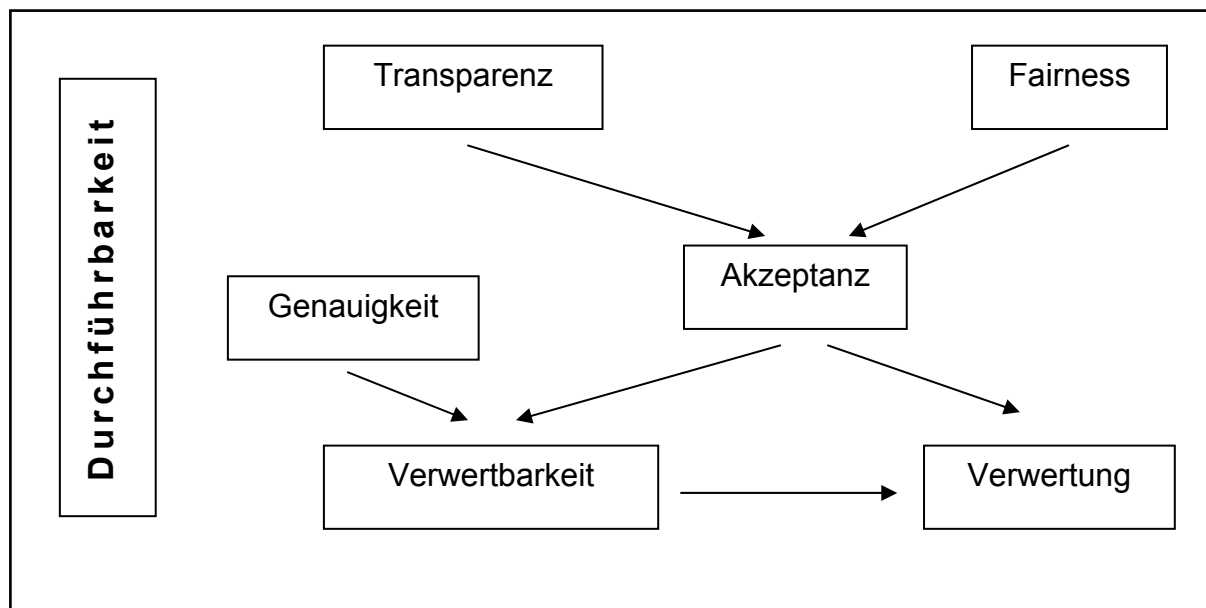 Transparenz
Fairness
Durchführbarkeit
Akzeptanz
Genauigkeit
Verwertbarkeit
Verwertung